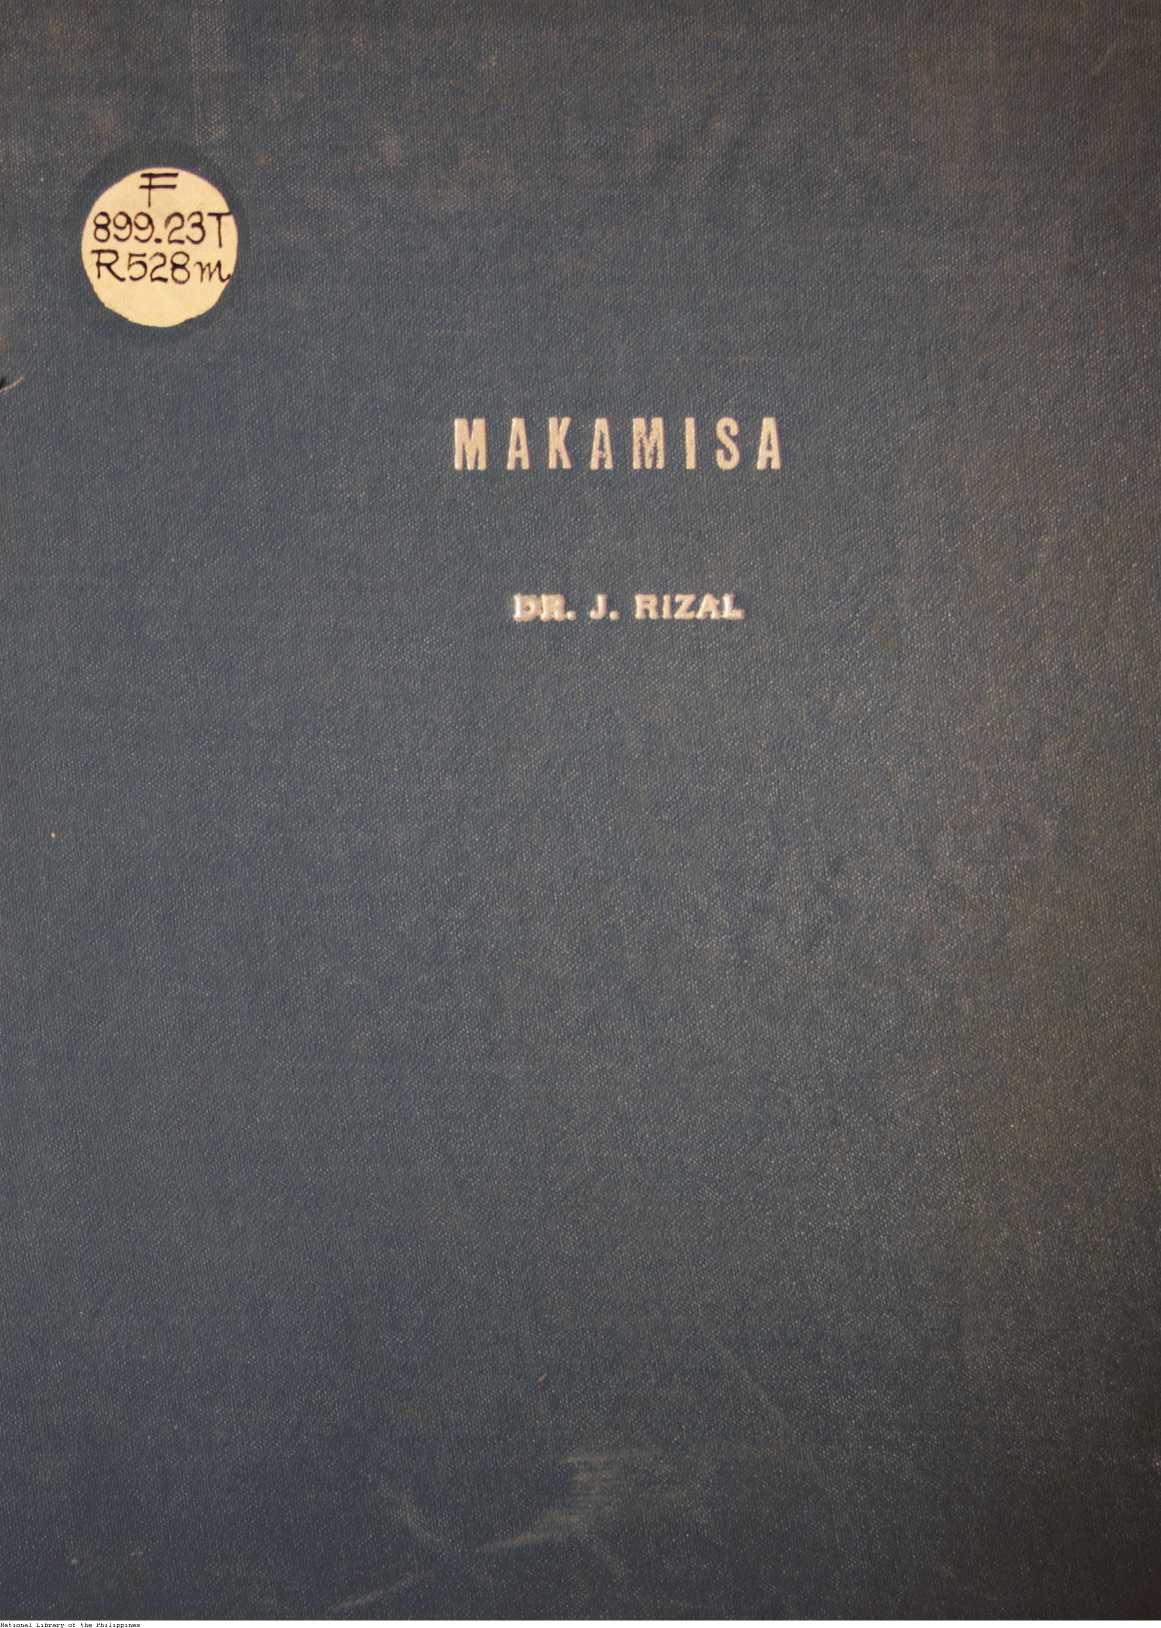 F
899.23T
R528m
MAKAMISA
DR. J. RIZAL
National Library of the Philippines